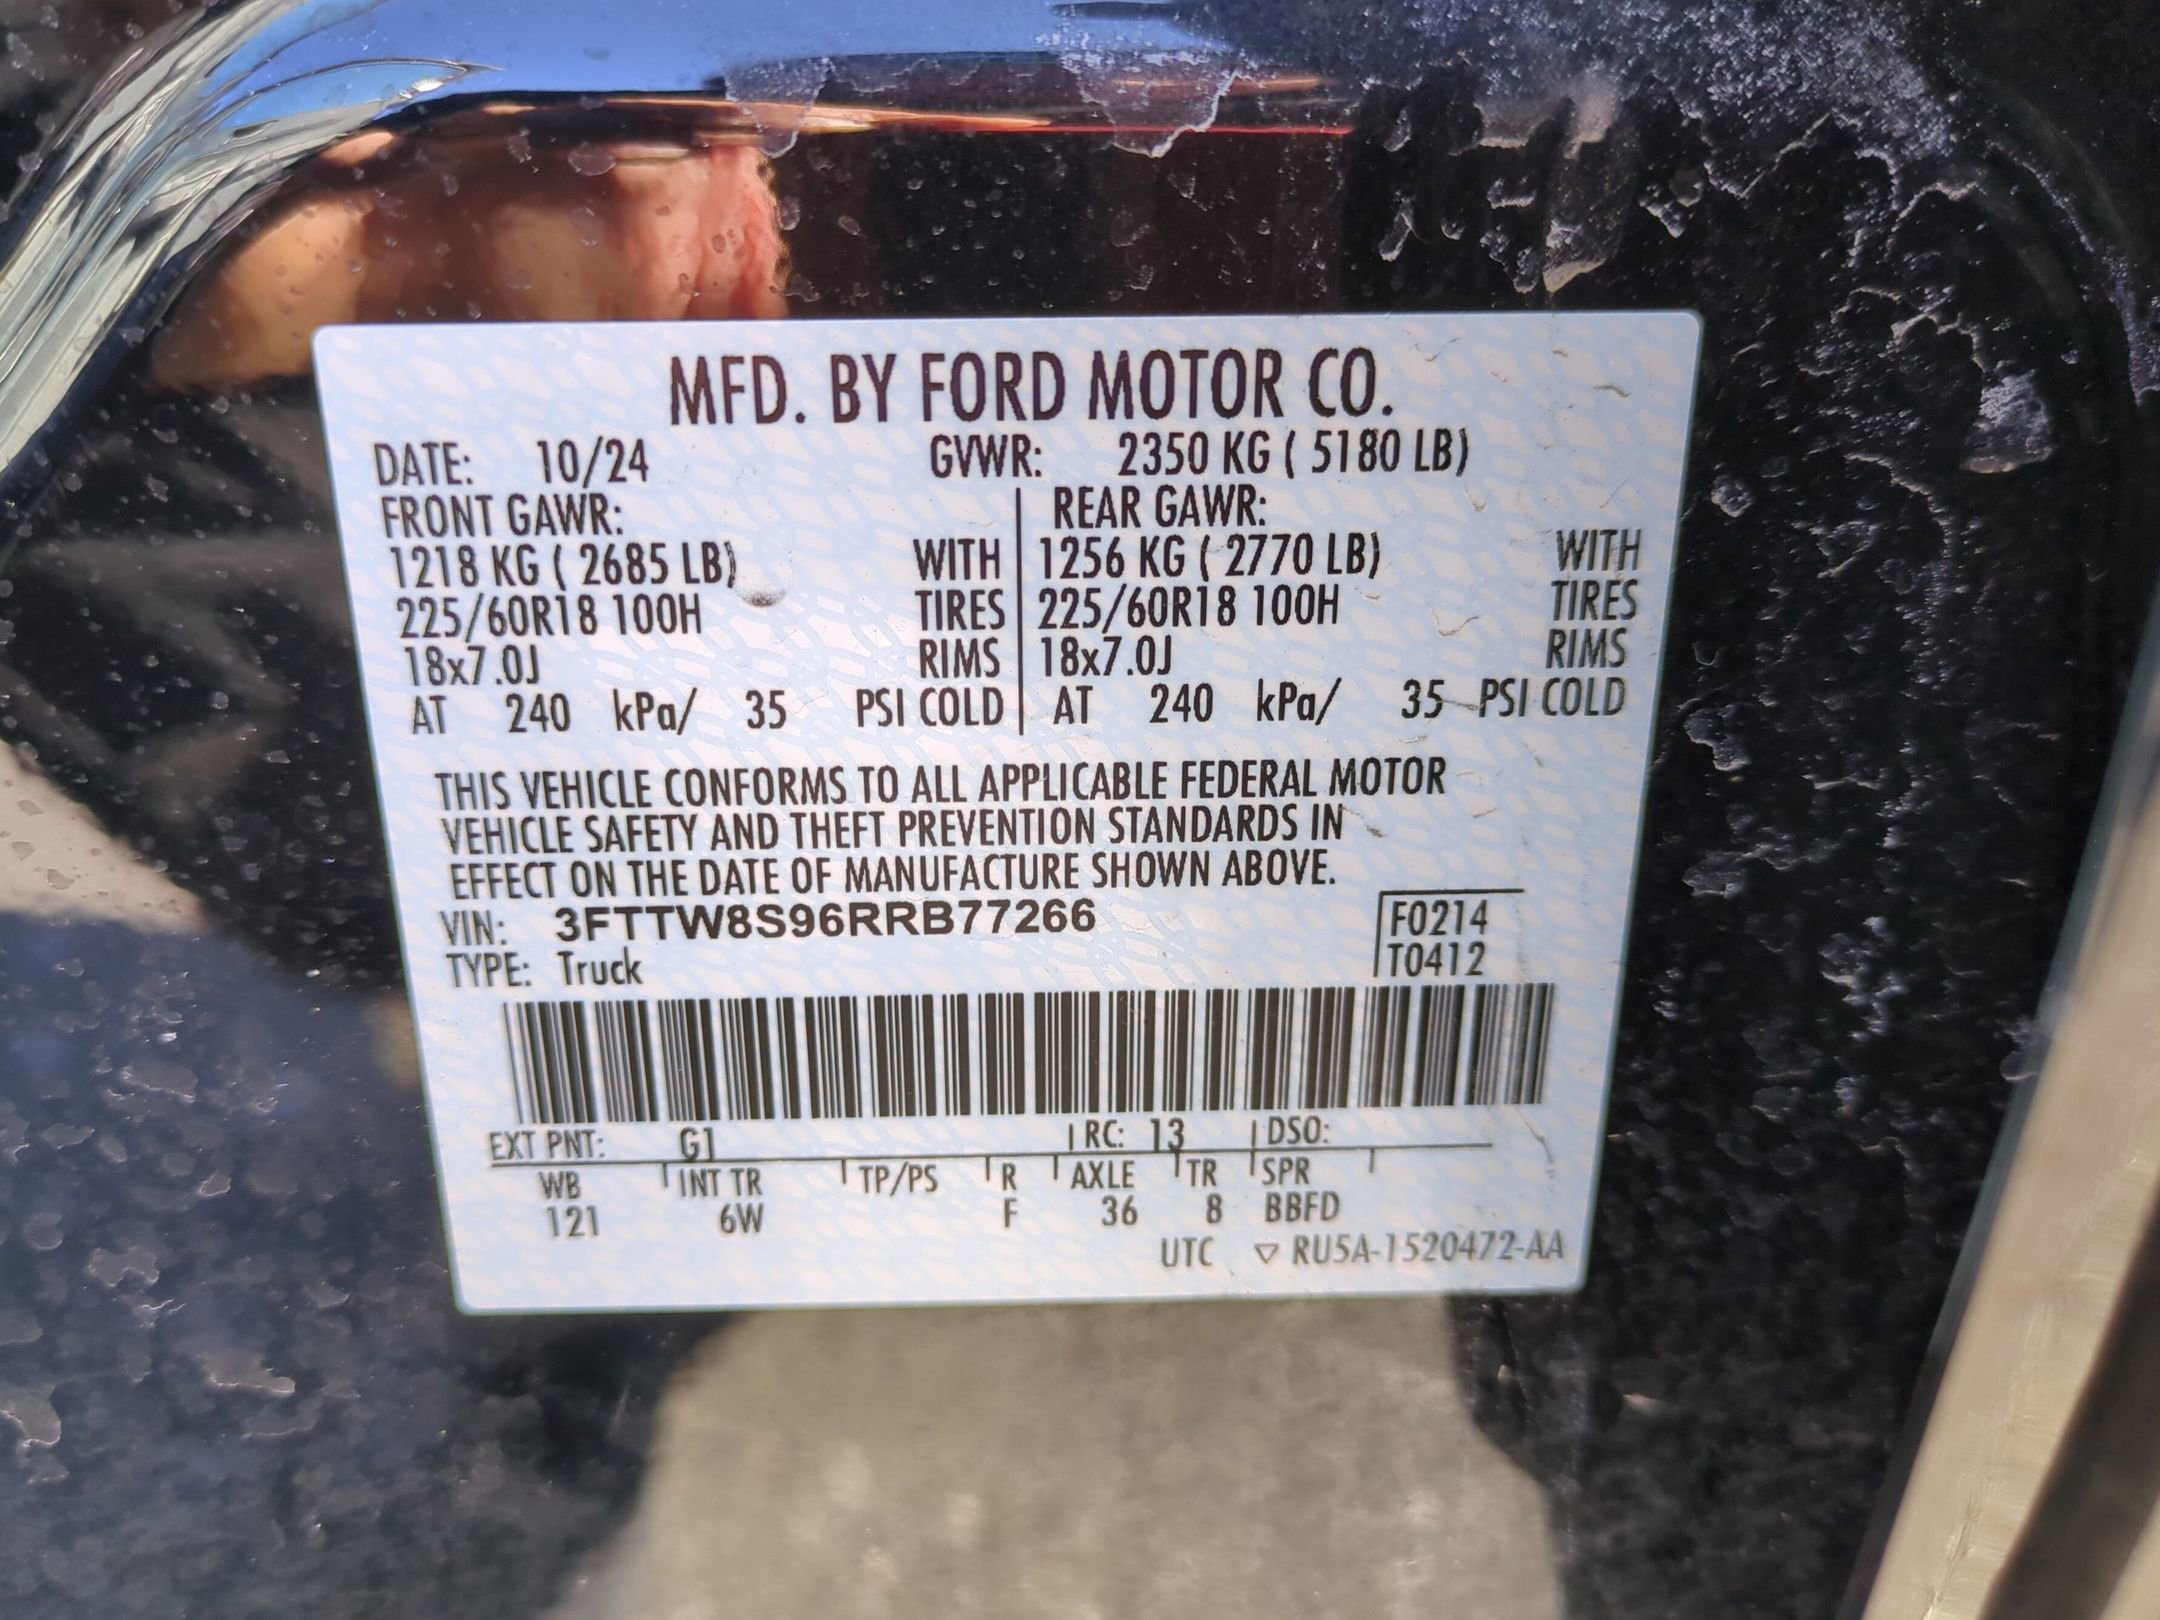 MFD. BY FORD MOTOR CO.
DATE: 10/24 GVWR: 2350 KG ( 5180 LB)
FRONT GAWR: REAR GAWR:
1218 KG ( 2685 LB) WITH 1256 KG ( 2770 LB) WITH
225/60R18 100H TIRES 225/60R18 100H TIRES
18x7.0J RIMS 18x7.0J RIMS
AT 240 kPa/ 35 PSI COLD AT 240 kPa/ 35 PSI COLD
THIS VEHICLE CONFORMS TO ALL APPLICABLE FEDERAL MOTOR
VEHICLE SAFETY AND THEFT PREVENTION STANDARDS IN
EFFECT ON THE DATE OF MANUFACTURE SHOWN ABOVE.
VIN: 3FTTW8S96RRB77266 F0214
TYPE: Truck T0412
EXT PNT: G1 RC: 13 DSO:
WB INT TR TP/PS R AXLE TR SPR
121 6W F 36 8 BBFD
UTC ▽ RU5A-1520472-AA